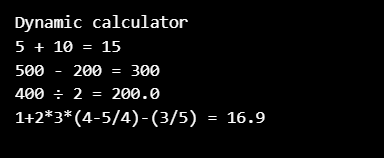 Dynamic calculator
5 + 10 = 15
500 - 200 = 300
400 ÷ 2 = 200.0
1+2*3*(4-5/4)-(3/5) = 16.9